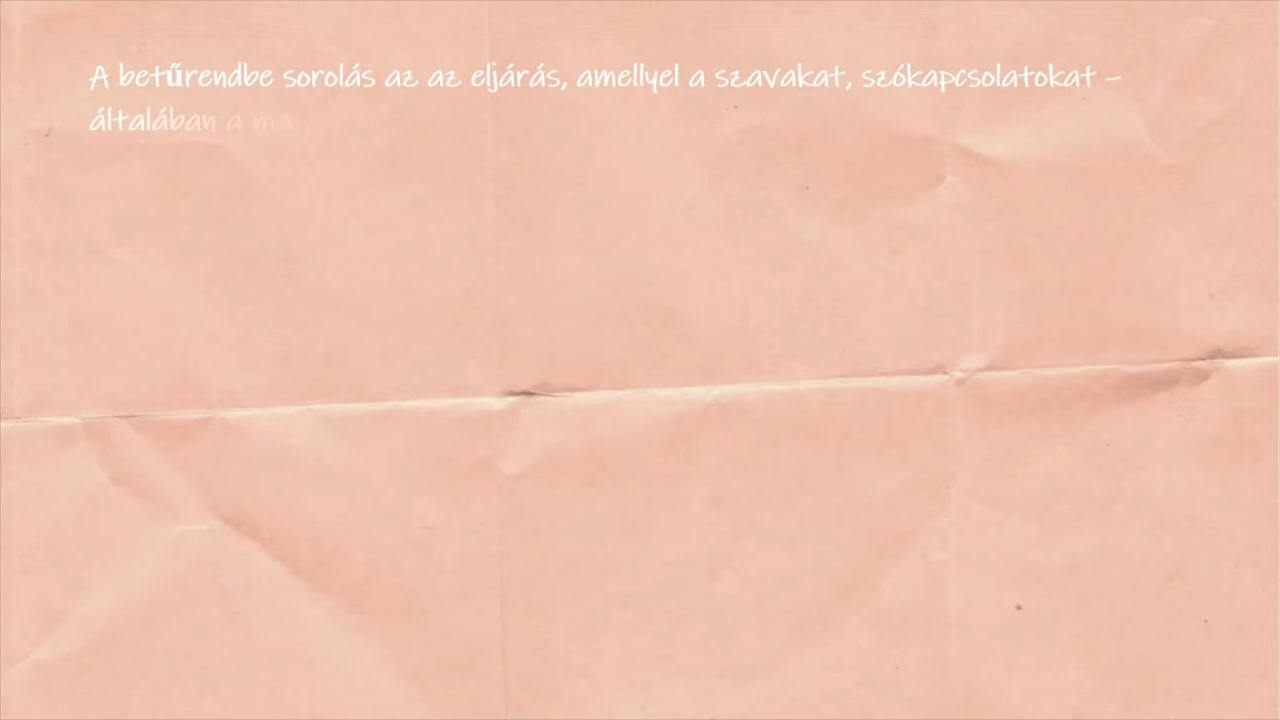 A betűrendbe sorolás az az eljárás, amellyel a szavakat, szókapcsolatokat –
általában a